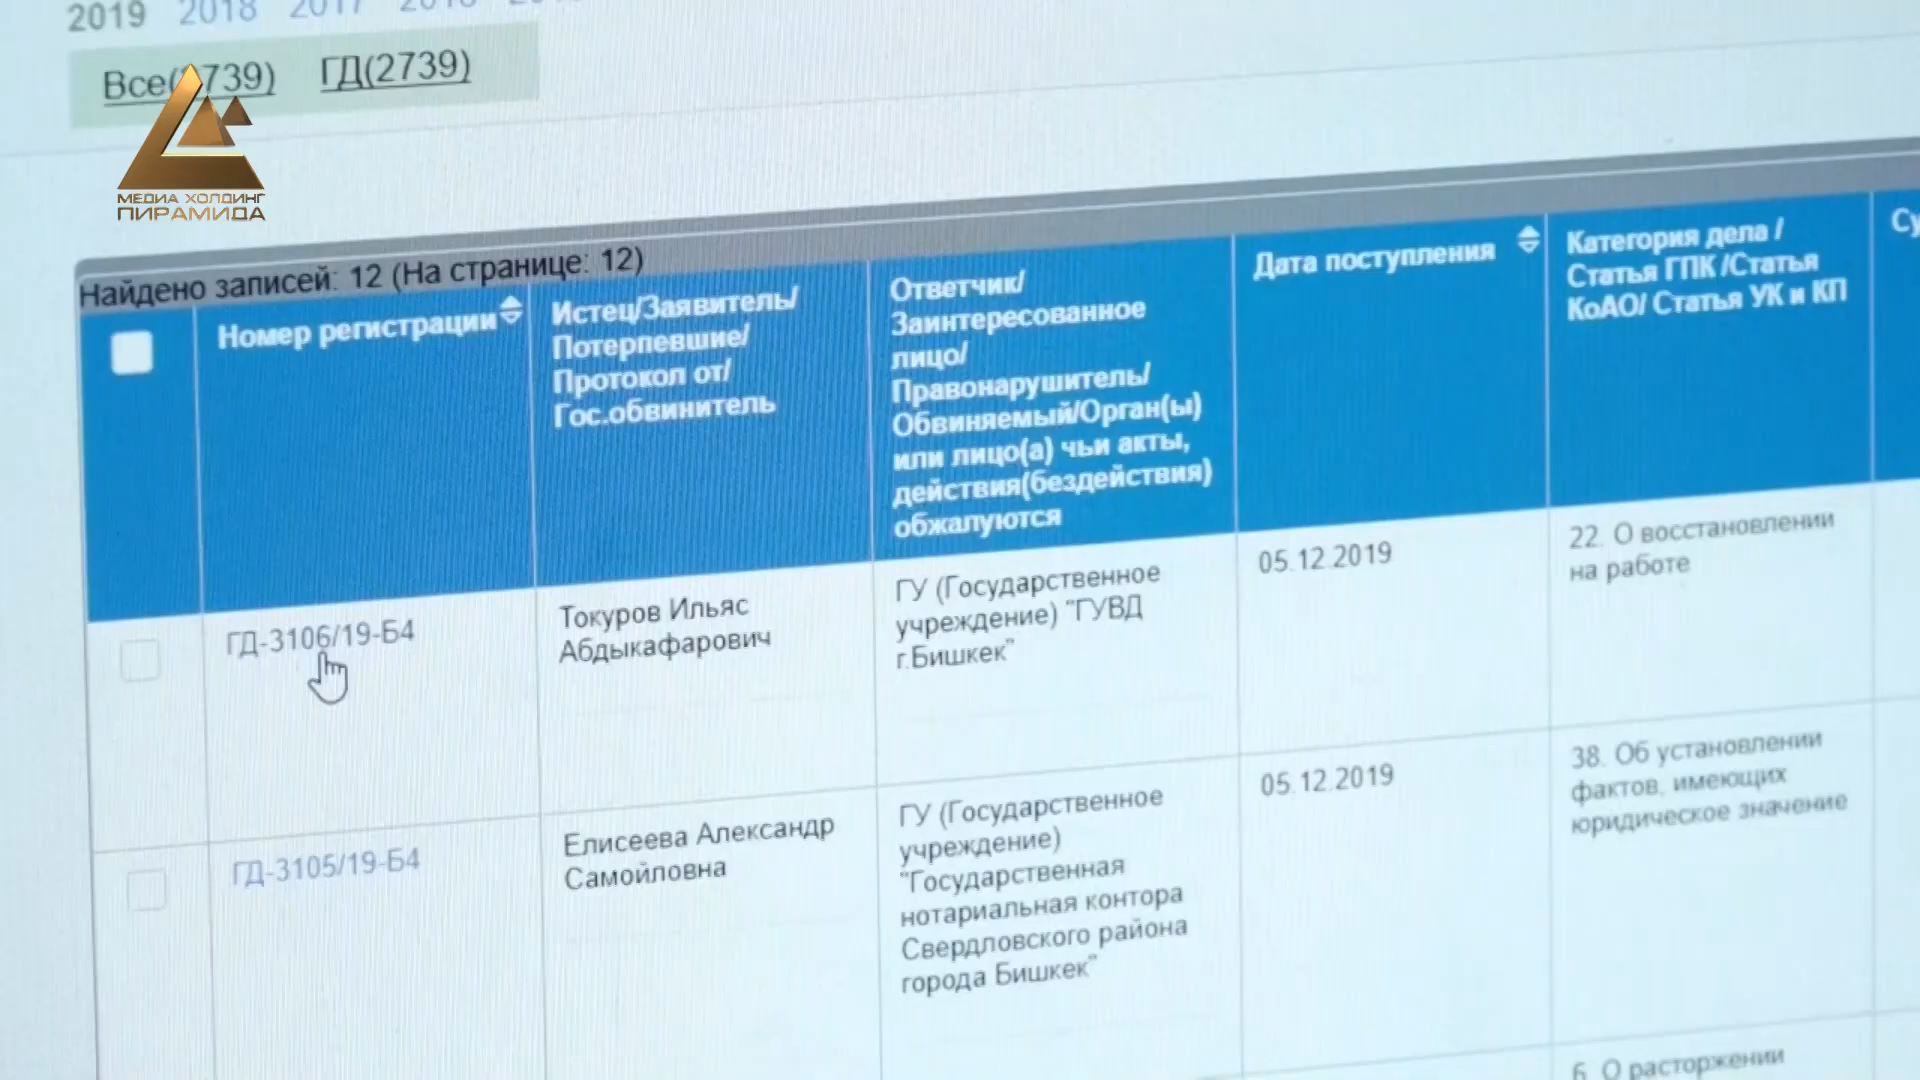 2019 2018 2017
Все(2739) ГД(2739)
МЕДИА ХОЛДИНГ
ПИРАМИДА
Найдено записей: 12 (На странице: 12)
Номер регистрации
Истец/Заявитель/
Потерпевшие/
Протокол от/
Гос.обвинитель
Ответчик/
Заинтересованное
лицо/
Правонарушитель/
Обвиняемый/Орган(ы)
или лицо(а) чьи акты,
действия(бездействия)
обжалуются
Дата поступления
Категория дела /
Статья ГПК /Статья
КоАО/ Статья УК и КП
ГД-3106/19-Б4
Токуров Ильяс
Абдыкафарович
ГУ (Государственное
учреждение) "ГУВД
г.Бишкек"
05.12.2019
22. О восстановлении
на работе
ГД-3105/19-Б4
Елисеева Александр
Самойловна
ГУ (Государственное
учреждение)
"Государственная
нотариальная контора
Свердловского района
города Бишкек"
05.12.2019
38. Об установлении
фактов, имеющих
юридическое значение
6. О расторжении